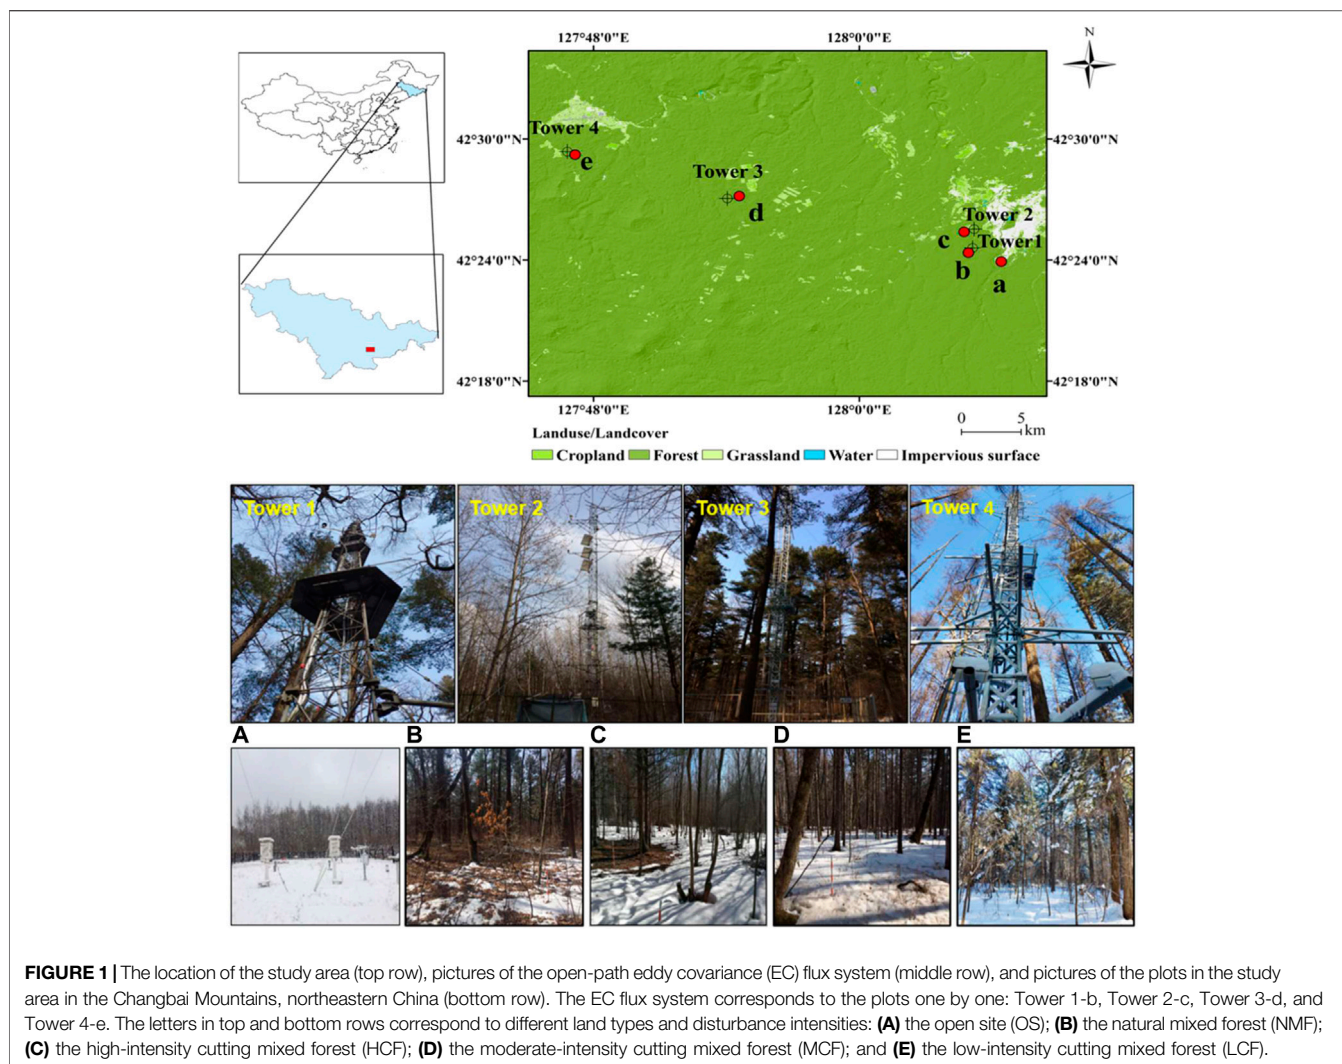 127°48'0"E 128°0'0"E
N
42°30'0"N 42°30'0"N
Tower 4
e
Tower 3
d
Tower 2
c
Tower1
b
a
42°24'0"N 42°24'0"N
42°18'0"N 42°18'0"N
127°48'0"E 128°0'0"E
0 5
km
Landuse/Landcover
Cropland Forest Grassland Water Impervious surface
Tower 1 Tower 2 Tower 3 Tower 4
A B C D E
FIGURE 1 | The location of the study area (top row), pictures of the open-path eddy covariance (EC) flux system (middle row), and pictures of the plots in the study
area in the Changbai Mountains, northeastern China (bottom row). The EC flux system corresponds to the plots one by one: Tower 1-b, Tower 2-c, Tower 3-d, and
Tower 4-e. The letters in top and bottom rows correspond to different land types and disturbance intensities: (A) the open site (OS); (B) the natural mixed forest (NMF);
(C) the high-intensity cutting mixed forest (HCF); (D) the moderate-intensity cutting mixed forest (MCF); and (E) the low-intensity cutting mixed forest (LCF).